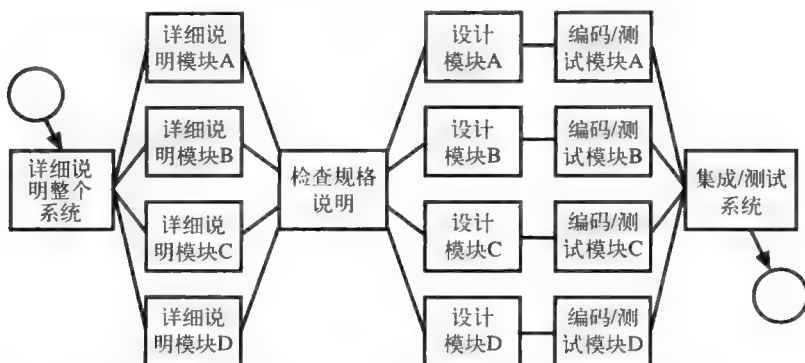 详细说
明模块A
详细说
明模块B
详细说
明模块C
详细说
明模块D
详细说
明整个
系统
检查规格
说明
设计
模块A
编码/测
试模块A
设计
模块B
编码/测
试模块B
设计
模块C
编码/测
试模块C
设计
模块D
编码/测
试模块D
集成/测试
系统